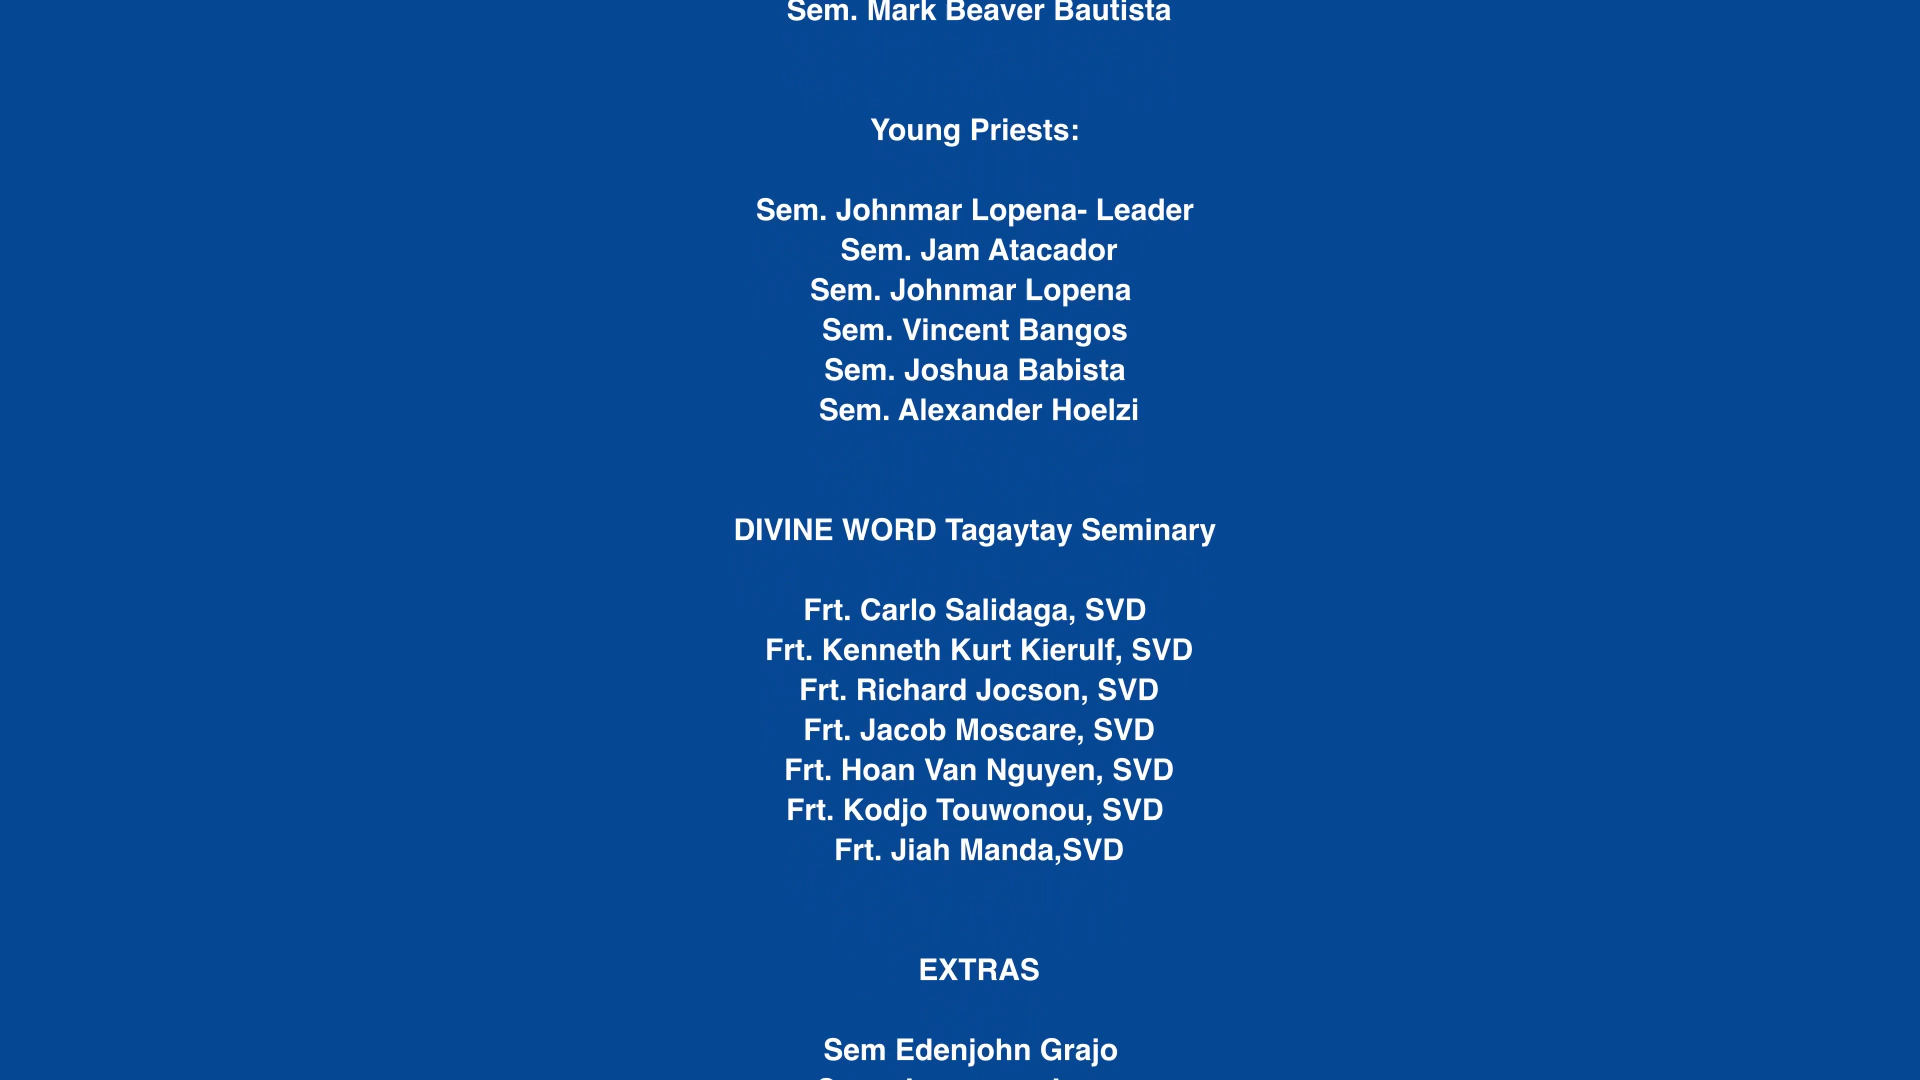 Sem. Mark Beaver Bautista
Young Priests:
Sem. Johnmar Lopena- Leader
Sem. Jam Atacador
Sem. Johnmar Lopena
Sem. Vincent Bangos
Sem. Joshua Babista
Sem. Alexander Hoelzi
DIVINE WORD Tagaytay Seminary
Frt. Carlo Salidaga, SVD
Frt. Kenneth Kurt Kierulf, SVD
Frt. Richard Jocson, SVD
Frt. Jacob Moscare, SVD
Frt. Hoan Van Nguyen, SVD
Frt. Kodjo Touwonou, SVD
Frt. Jiah Manda,SVD
EXTRAS
Sem Edenjohn Grajo